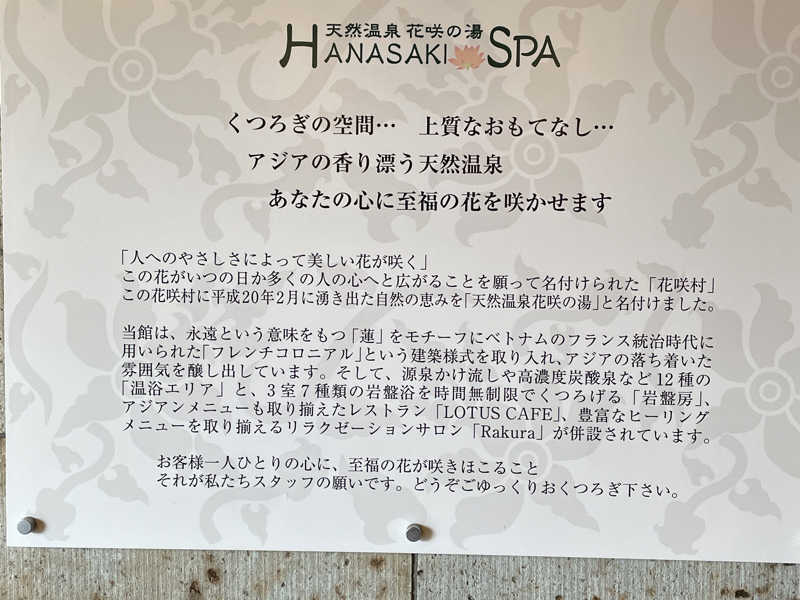 天然温泉 花咲の湯
HANASAKI SPA
くつろぎの空間… 上質なおもてなし…
アジアの香り漂う天然温泉
あなたの心に至福の花を咲かせます
「人へのやさしさによって美しい花が咲く」
この花がいつの日か多くの人の心へと広がることを願って名付けられた「花咲村」
この花咲村に平成20年2月に湧き出た自然の恵みを「天然温泉花咲の湯」と名付けました。
当館は、永遠という意味をもつ「蓮」をモチーフにベトナムのフランス統治時代に
用いられた「フレンチコロニアル」という建築様式を取り入れ、アジアの落ち着いた
雰囲気を醸し出しています。そして、源泉かけ流しや高濃度炭酸泉など12種の
「温浴エリア」と、3室7種類の岩盤浴を時間無制限でくつろげる「岩盤房」、
アジアンメニューも取り揃えたレストラン「LOTUS CAFE」、豊富なヒーリング
メニューを取り揃えるリラクゼーションサロン「Rakura」が併設されています。
お客様一人ひとりの心に、至福の花が咲きほこること
それが私たちスタッフの願いです。どうぞごゆっくりおくつろぎ下さい。